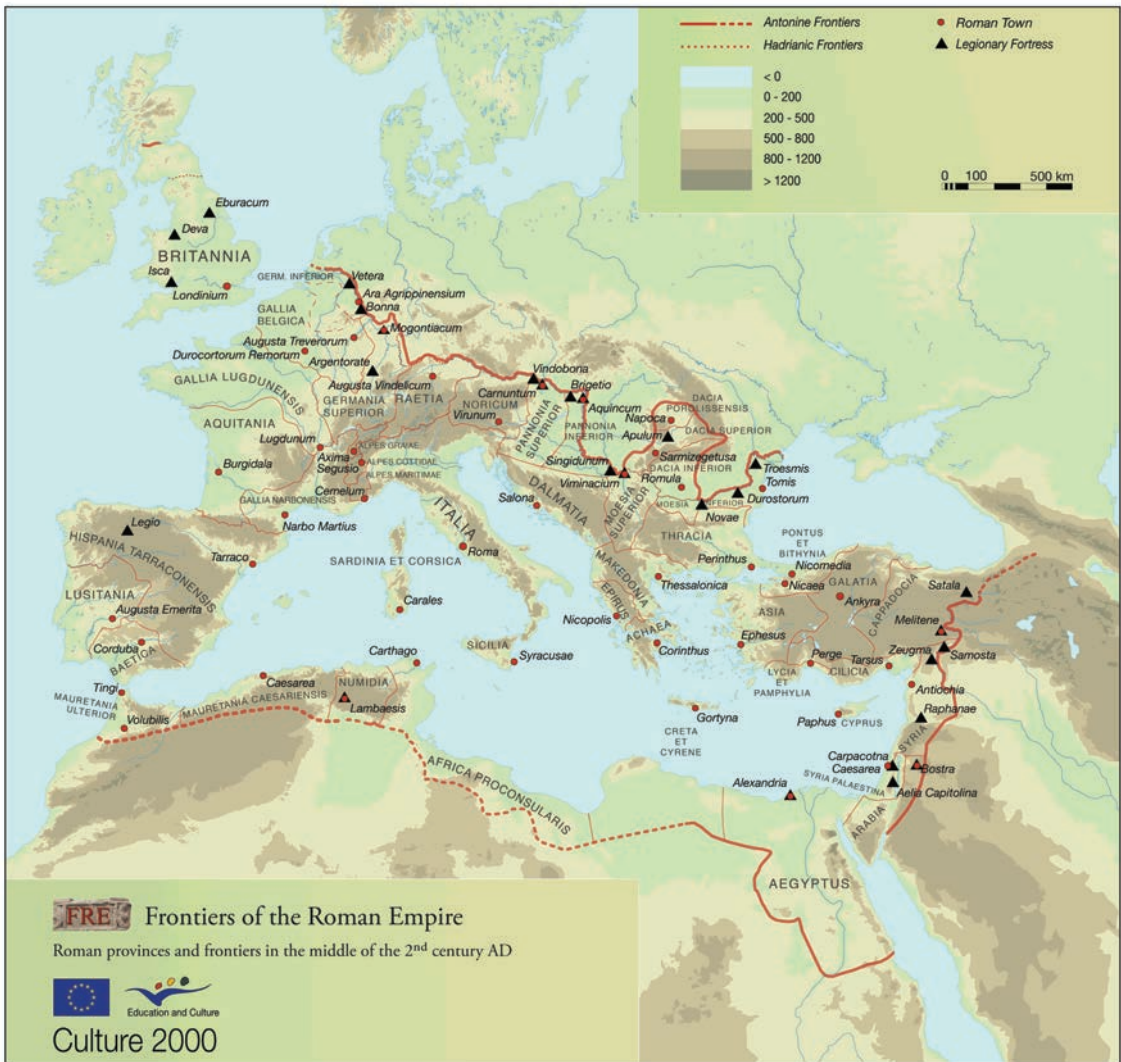 Antonine Frontiers
Hadrianic Frontiers
Roman Town
Legionary Fortress
< 0
0 - 200
200 - 500
500 - 800
800 - 1200
> 1200
0 100 500 km
Eburacum
Deva
BRITANNIA
Isca
Londinium
GERM. INFERIOR
Vetera
Ara Agrippinensium
Bonna
GALLIA
BELGICA
Mogontiacum
Augusta Treverorum
Durocortorum Remorum
Argentorate
GALLIA LUGDUNENSIS
Augusta Vindelicum
GERMANIA
SUPERIOR
RAETIA
NORICUM
Virunum
Vindobona
Carnuntum
Brigetio
Aquincum
PANNONIA
SUPERIOR
PANNONIA
INFERIOR
DACIA
POROLISSENSIS
Napoca
DACIA SUPERIOR
Apulum
Sarmizegetusa
DACIA INFERIOR
Singidunum
Viminacium
Romula
Troesmis
Tomis
Durostorum
MOESIA INFERIOR
Novae
MOESIA
SUPERIOR
AQUITANIA
Lugdunum
Burgidala
Axima
Segusio
ALPES GRAIAE
ALPES COTTIDAE
ALPES MARITIMAE
Cemelum
GALLIA NARBONENSIS
Narbo Martius
Legio
HISPANIA TARRACONENSIS
Tarraco
LUSITANIA
Augusta Emerita
Corduba
BAETICA
SARDINIA ET CORSICA
Carales
ITALIA
Roma
Salona
DALMATIA
THRACIA
Perinthus
MAKEDONIA
Thessalonica
EPIRUS
Nicopolis
ACHAEA
Corinthus
SICILIA
Syracusae
PONTUS
ET
BITHYNIA
Nicomedia
Nicaea
GALATIA
Ankyra
CAPPADOCIA
Satala
Melitene
Zeugma
Samosta
ASIA
Ephesus
Perge
Tarsus
LYCIA
ET
PAMPHYLIA
CILICIA
Antiochia
Raphanae
Paphus
CYPRUS
SYRIA
Gortyna
CRETA
ET
CYRENE
Carpacotna
Caesarea
Bostra
SYRIA PALAESTINA
Aelia Capitolina
ARABIA
Alexandria
AEGYPTUS
Tingi
MAURETANIA
ULTERIOR
Volubilis
Caesarea
MAURETANIA CAESARIENSIS
Carthago
NUMIDIA
Lambaesis
AFRICA PROCONSULARIS
FRE
Frontiers of the Roman Empire
Roman provinces and frontiers in the middle of the 2nd century AD
Education and Culture
Culture 2000